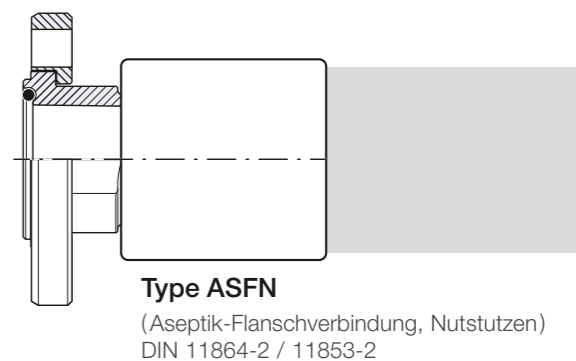 Type ASFN
(Aseptik-Flanschverbindung, Nutstutzen)
DIN 11864-2 / 11853-2